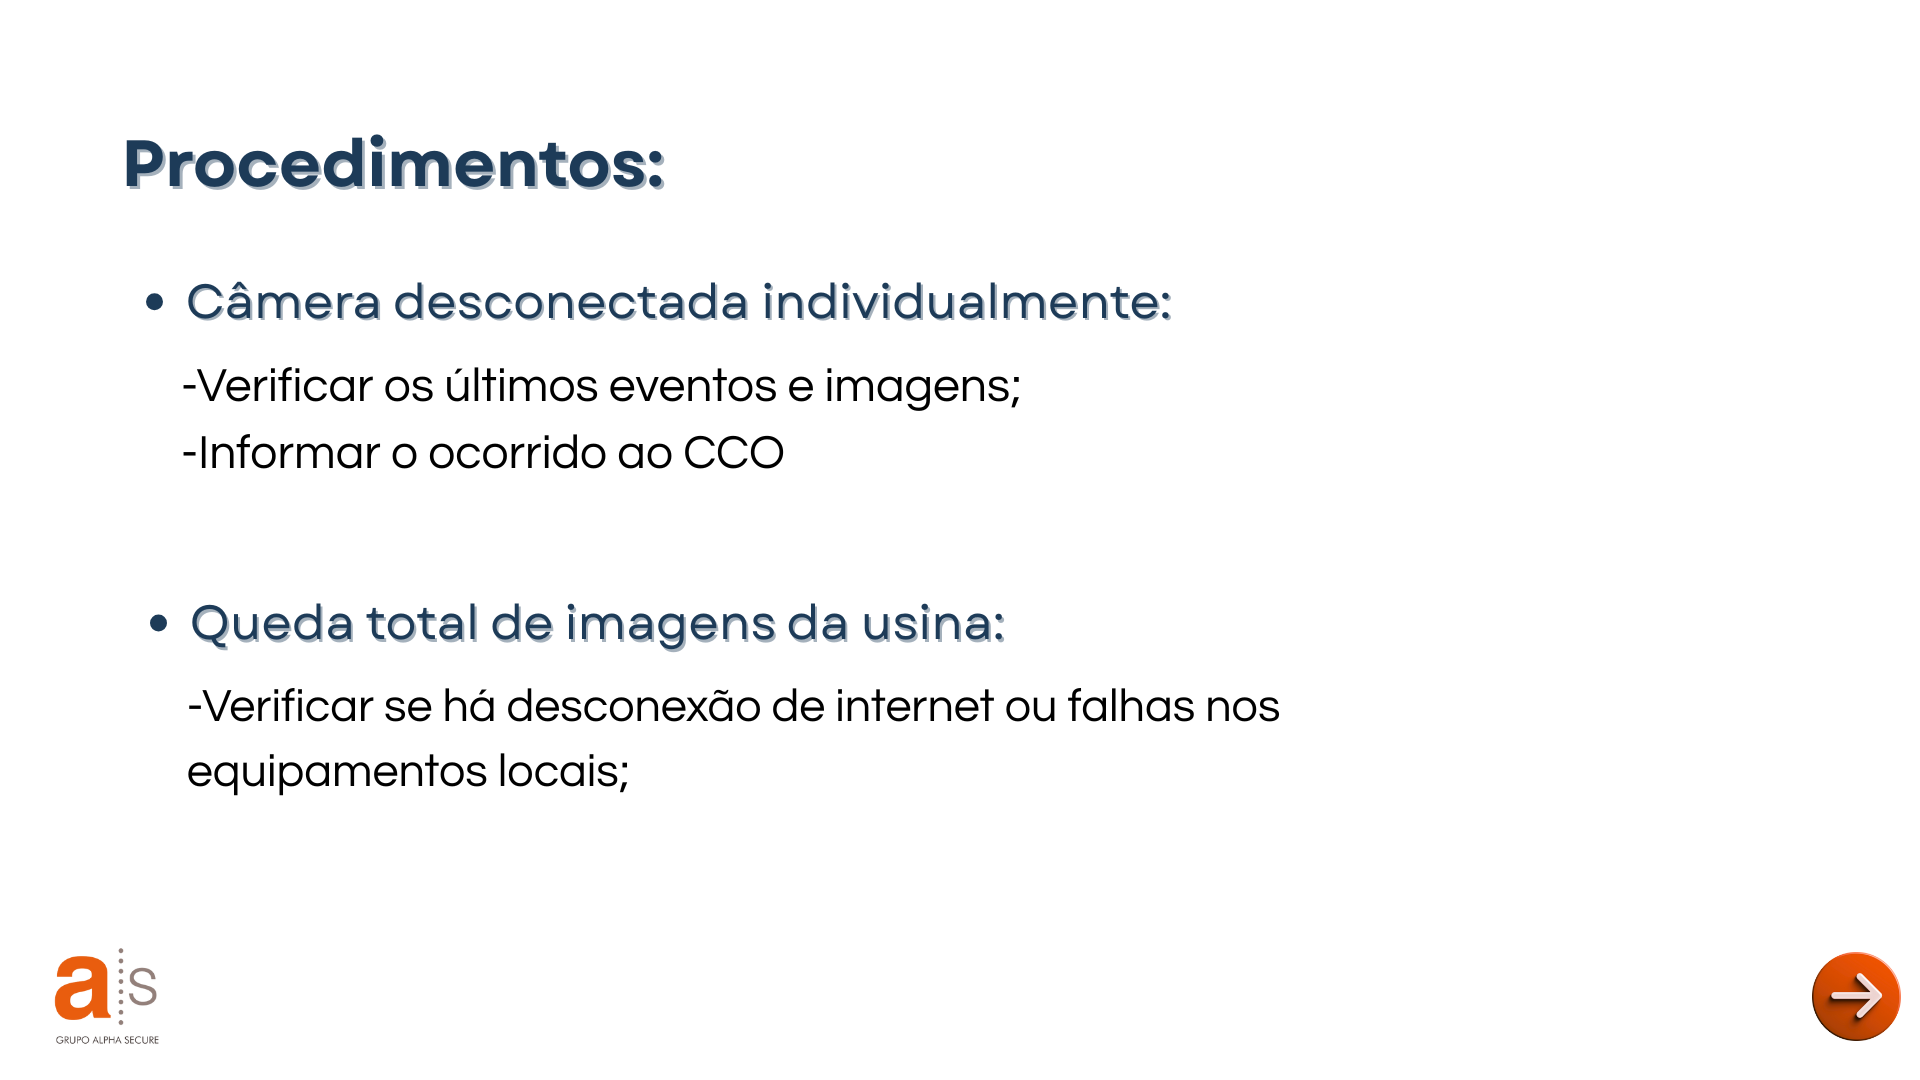 Procedimentos:
• Câmera desconectada individualmente:
-Verificar os últimos eventos e imagens;
-Informar o ocorrido ao CCO
• Queda total de imagens da usina:
-Verificar se há desconexão de internet ou falhas nos
equipamentos locais;
a s
GRUPO ALPHA SECURE